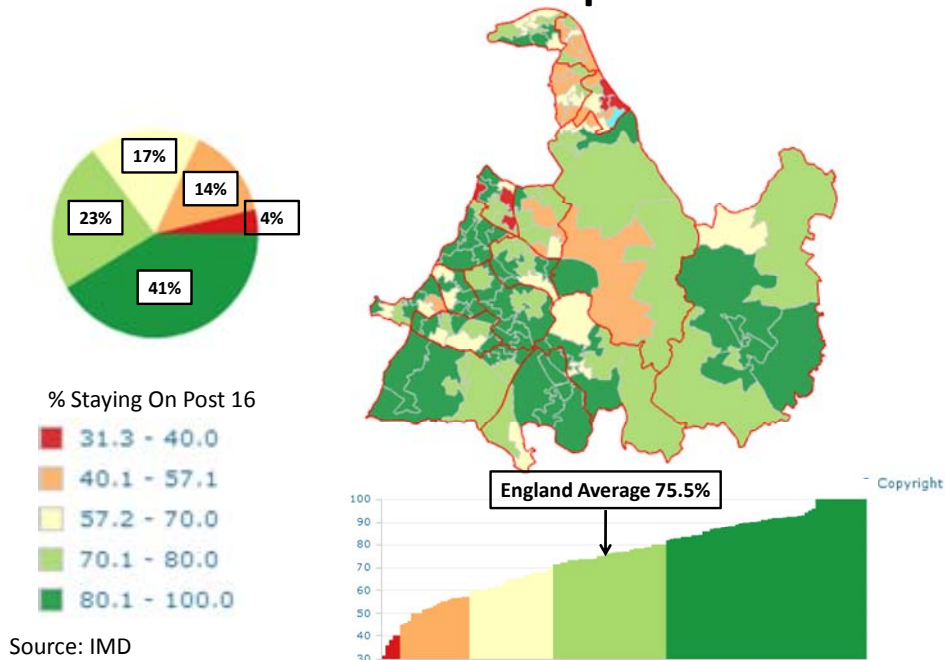 17%
14%
23%
4%
41%
% Staying On Post 16
31.3 - 40.0
40.1 - 57.1
57.2 - 70.0
70.1 - 80.0
80.1 - 100.0
Source: IMD
England Average 75.5%
Copyright
100
90
80
70
60
50
40
30